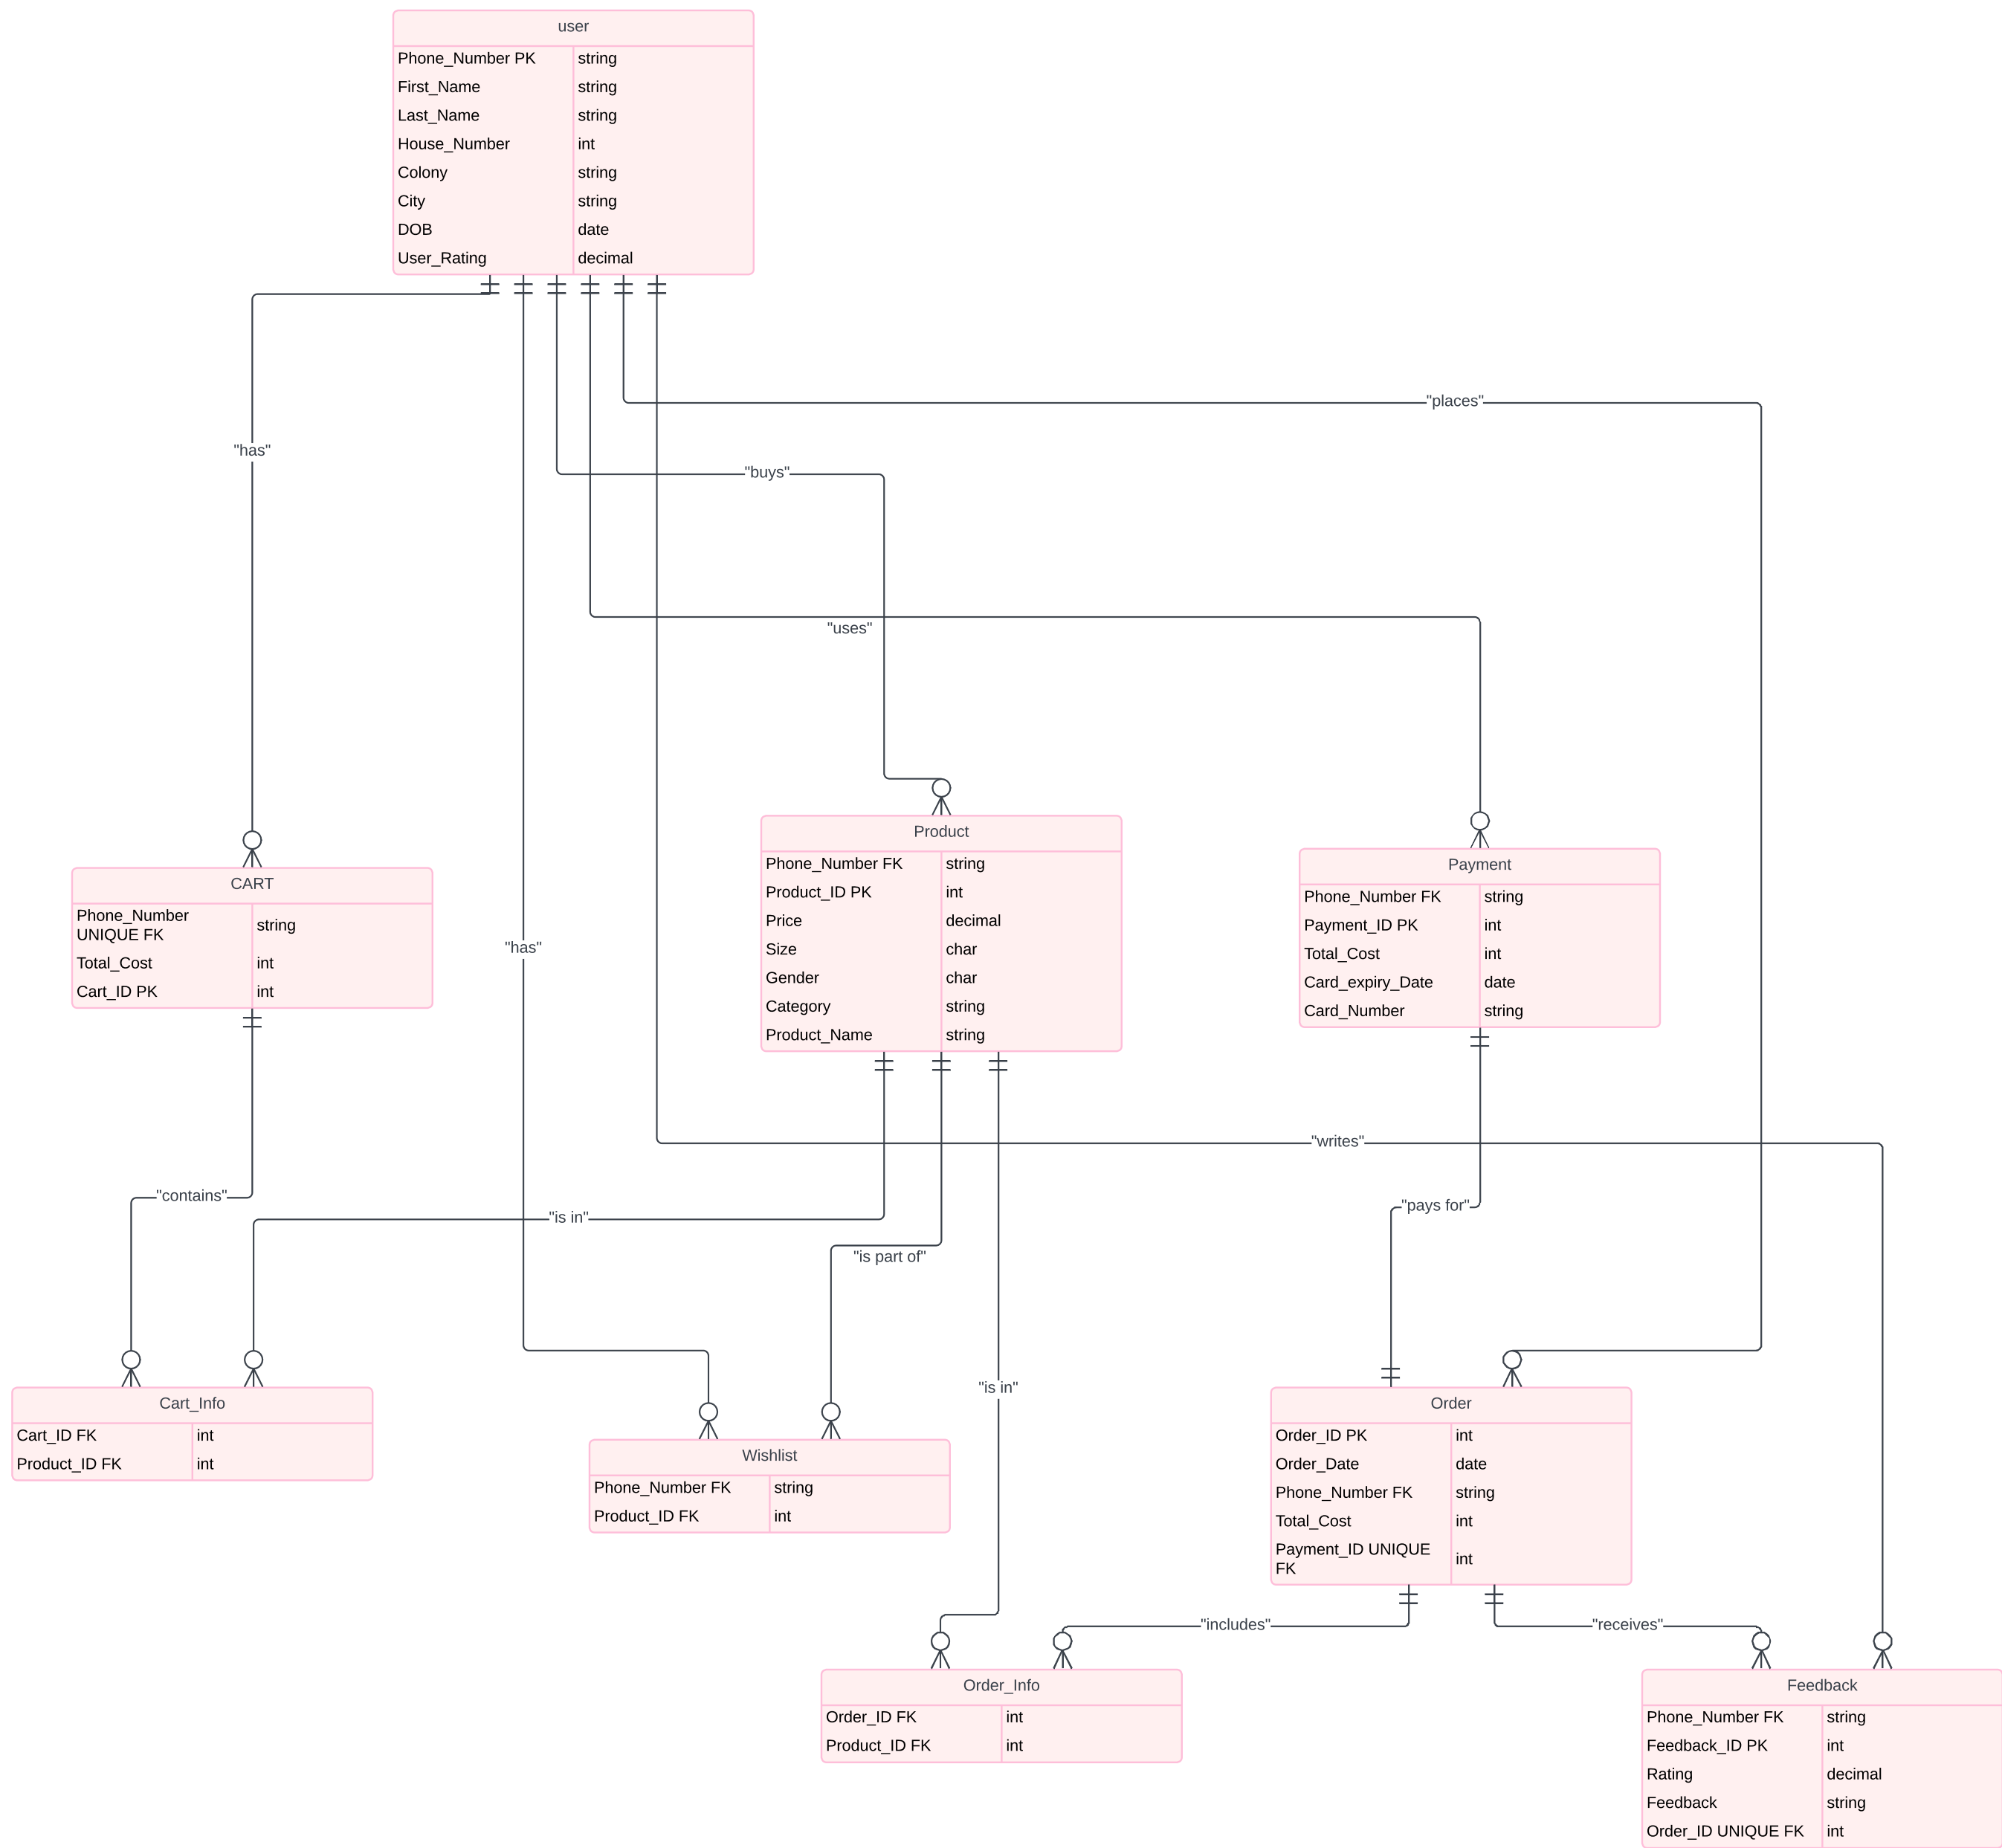 user
Phone_Number PK string
First_Name string
Last_Name string
House_Number int
Colony string
City string
DOB date
User_Rating decimal
"places"
"has"
"buys"
"uses"
Product
Phone_Number FK string
Product_ID PK int
Price decimal
Size char
Gender char
Category string
Product_Name string
Payment
Phone_Number FK string
Payment_ID PK int
Total_Cost int
Card_expiry_Date date
Card_Number string
CART
Phone_Number
UNIQUE FK string
Total_Cost int
Cart_ID PK int
"has"
"writes"
"contains"
"is in"
"is part of"
"pays for"
"is in"
Cart_Info
Cart_ID FK int
Product_ID FK int
Wishlist
Phone_Number FK string
Product_ID FK int
Order
Order_ID PK int
Order_Date date
Phone_Number FK string
Total_Cost int
Payment_ID UNIQUE
FK int
"includes"
"receives"
Order_Info
Order_ID FK int
Product_ID FK int
Feedback
Phone_Number FK string
Feedback_ID PK int
Rating decimal
Feedback string
Order_ID UNIQUE FK int